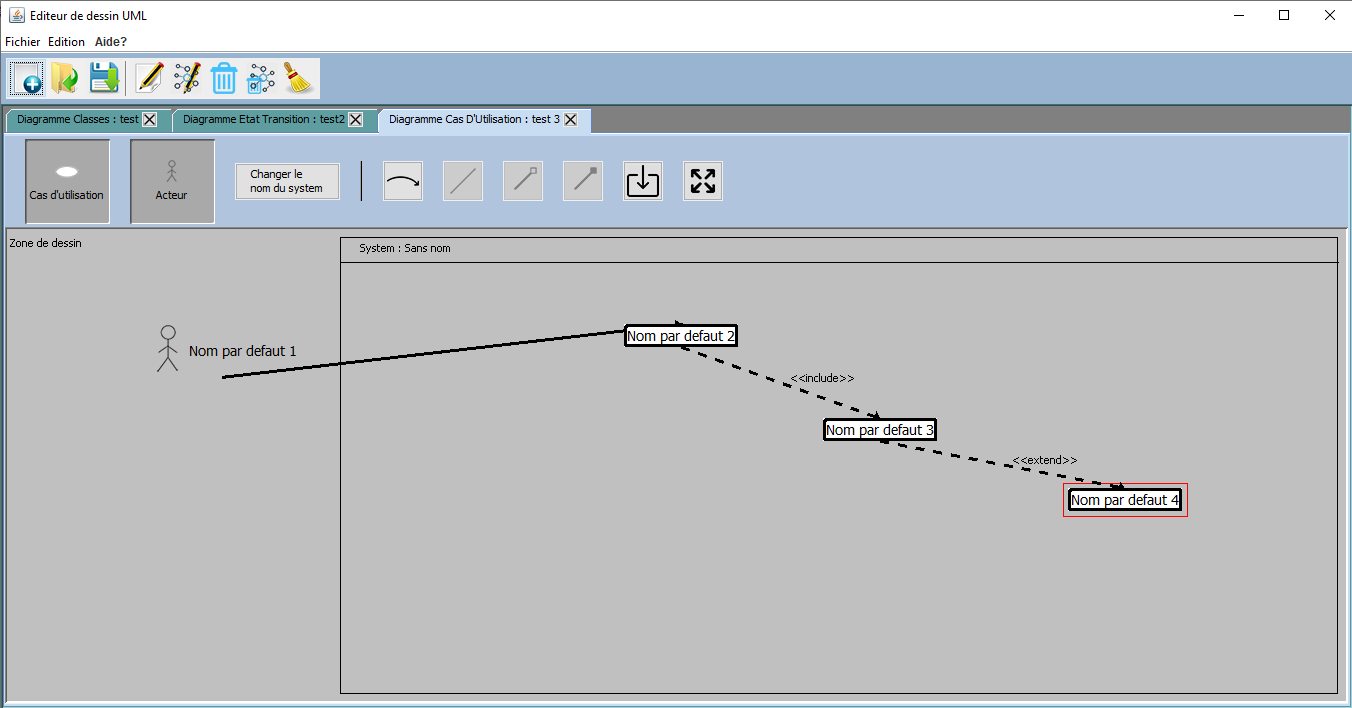 Editeur de dessin UML
Fichier Edition Aide?
Diagramme Classes : test
Diagramme Etat Transition : test2
Diagramme Cas D'Utilisation : test 3
Cas d'utilisation
Acteur
Changer le
nom du system
Zone de dessin
System : Sans nom
Nom par defaut 1
Nom par defaut 2
<<include>>
Nom par defaut 3
<<extend>>
Nom par defaut 4